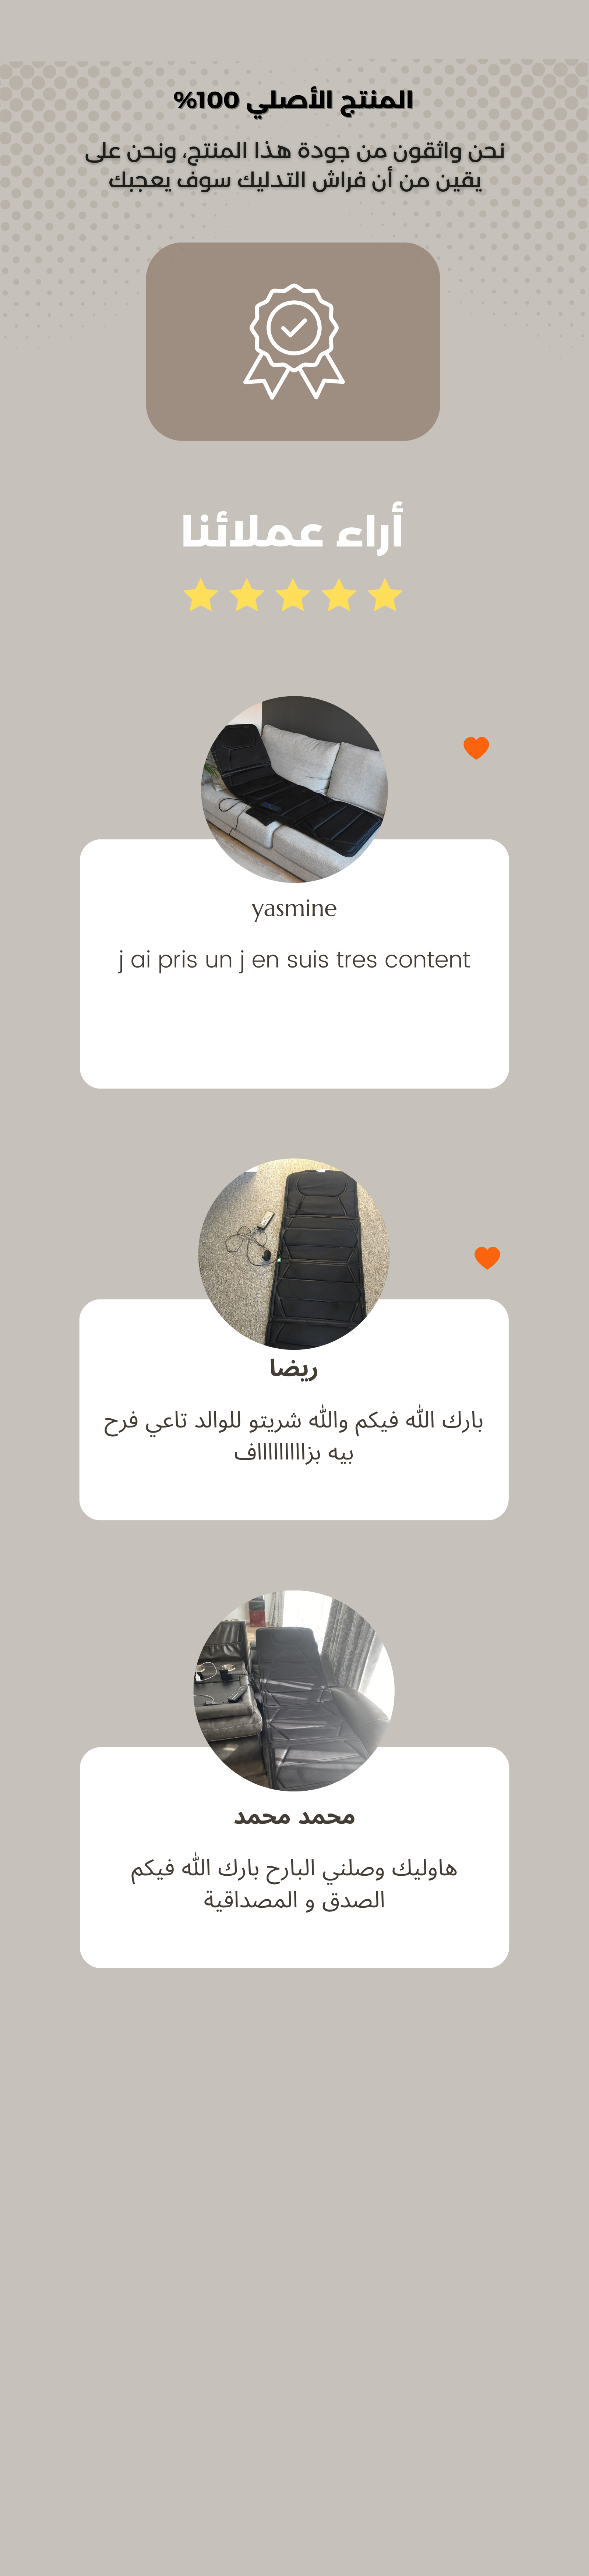 المنتج الأصلي 100%
نحن واثقون من جودة هذا المنتج، ونحن على
يقين من أن فراش التدليك سوف يعجبك
أراء عملائنا
yasmine
j ai pris un j en suis tres content
ريضا
بارك الله فيكم والله شريتو للوالد تاعي فرح
بيه بزاااااااااف
محمد محمد
هاوليك وصلني البارح بارك الله فيكم
الصدق و المصداقية